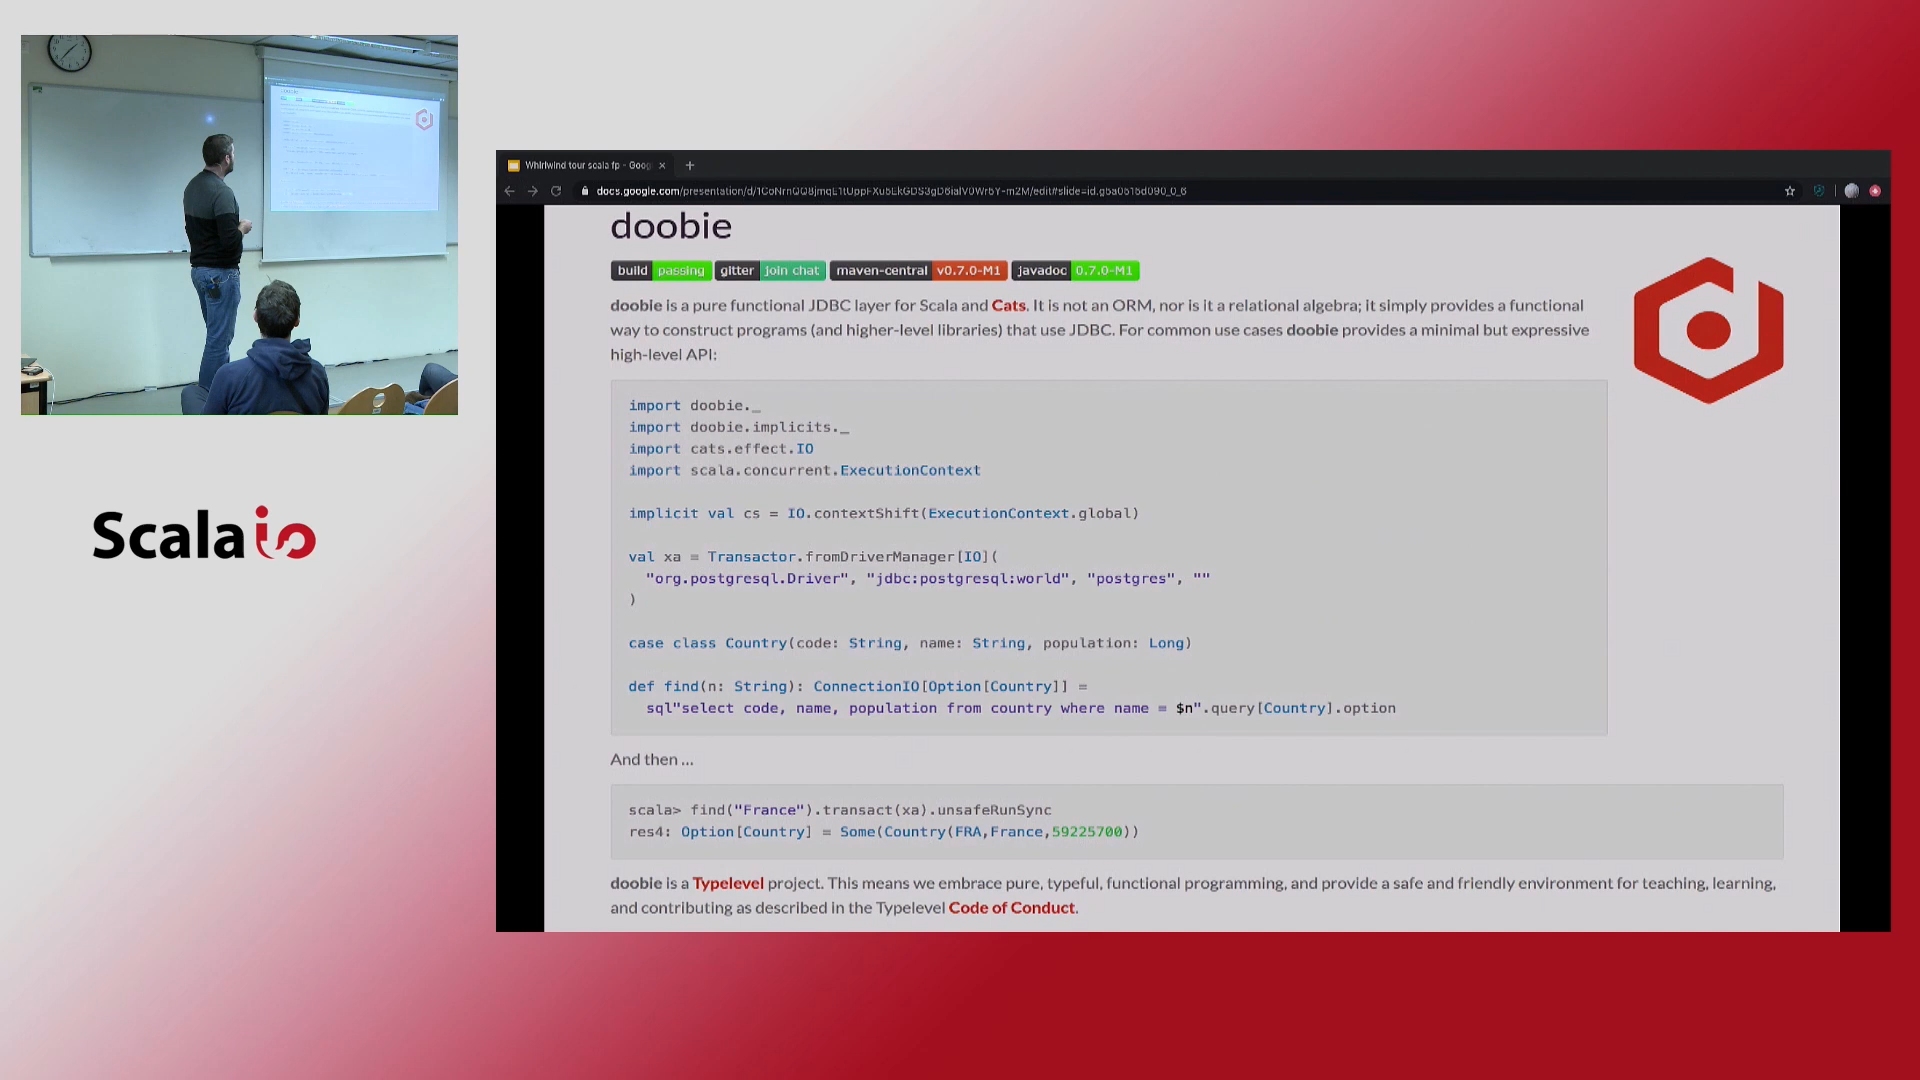 Whirlwind tour scala fp - Goog
doobie
build passing gitter join chat maven-central v0.7.0-M1 javadoc 0.7.0-M1
doobie is a pure functional JDBC layer for Scala and Cats. It is not an ORM, nor is it a relational algebra; it simply provides a functional
way to construct programs (and higher-level libraries) that use JDBC. For common use cases doobie provides a minimal but expressive
high-level API:
import doobie._
import doobie.implicits._
import cats.effect.IO
import scala.concurrent.ExecutionContext
implicit val cs = IO.contextShift(ExecutionContext.global)
val xa = Transactor.fromDriverManager[IO](
"org.postgresql.Driver", "jdbc:postgresql:world", "postgres", ""
)
case class Country(code: String, name: String, population: Long)
def find(n: String): ConnectionIO[Option[Country]] =
sql"select code, name, population from country where name = $n".query[Country].option
And then ...
scala> find("France").transact(xa).unsafeRunSync
res4: Option[Country] = Some(Country(FRA,France,59225700))
doobie is a Typelevel project. This means we embrace pure, typeful, functional programming, and provide a safe and friendly environment for teaching, learning,
and contributing as described in the Typelevel Code of Conduct.
Scala io